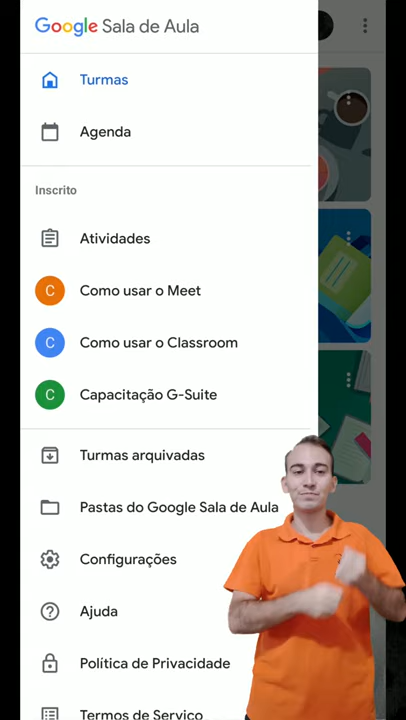 Google Sala de Aula
Turmas
Agenda
Inscrito
Atividades
C Como usar o Meet
C Como usar o Classroom
C Capacitação G-Suite
Turmas arquivadas
Pastas do Google Sala de Aula
Configurações
Ajuda
Política de Privacidade
Termos de Serviço